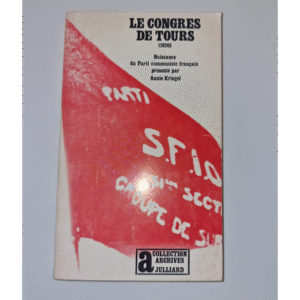 LE CONGRES
DE TOURS
(1920)
Naissance
du Parti communiste français
présenté par
Annie Kriegel
PARTI
S.F.I.O
SECT
GROUPE DE
a
COLLECTION
ARCHIVES
JULLIARD